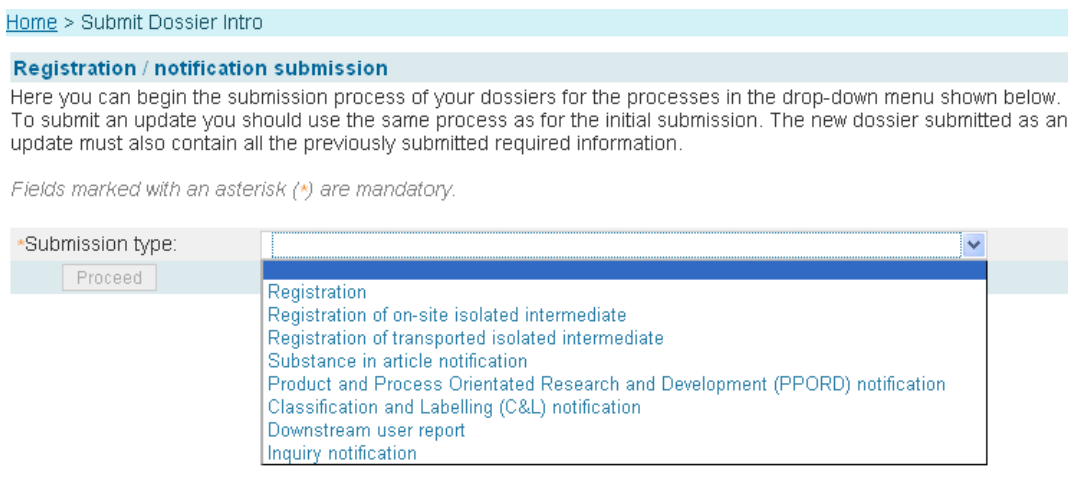 Home > Submit Dossier Intro
Registration / notification submission
Here you can begin the submission process of your dossiers for the processes in the drop-down menu shown below.
To submit an update you should use the same process as for the initial submission. The new dossier submitted as an
update must also contain all the previously submitted required information.
Fields marked with an asterisk (*) are mandatory.
*Submission type:
Proceed
Registration
Registration of on-site isolated intermediate
Registration of transported isolated intermediate
Substance in article notification
Product and Process Orientated Research and Development (PPORD) notification
Classification and Labelling (C&L) notification
Downstream user report
Inquiry notification